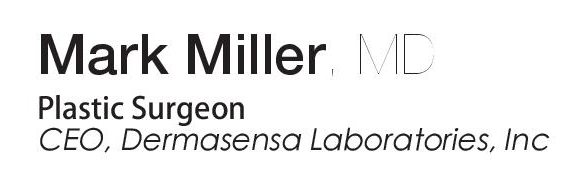 Mark Miller, MD
Plastic Surgeon
CEO, Dermasensa Laboratories, Inc